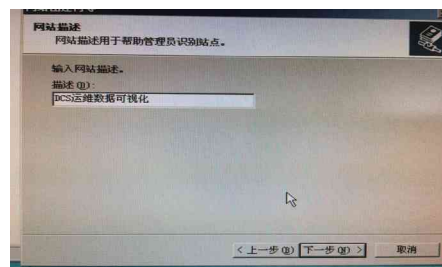 网站描述
网站描述用于帮助管理员识别站点。
输入网站描述。
描述(D):
DCS运维数据可视化
< 上一步(B) 下一步(N) > 取消